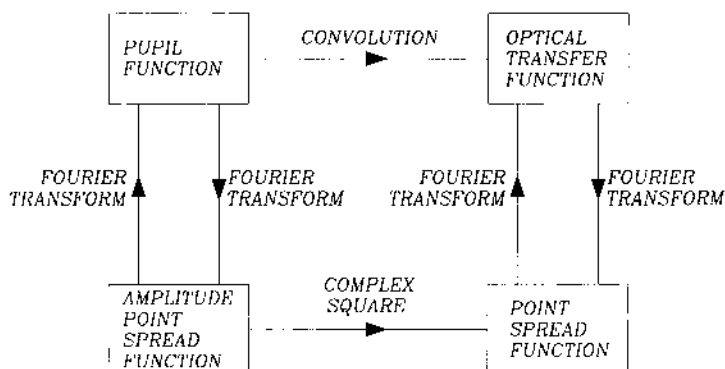 PUPIL
FUNCTION
CONVOLUTION
OPTICAL
TRANSFER
FUNCTION
FOURIER
TRANSFORM
FOURIER
TRANSFORM
FOURIER
TRANSFORM
FOURIER
TRANSFORM
AMPLITUDE
POINT
SPREAD
FUNCTION
COMPLEX
SQUARE
POINT
SPREAD
FUNCTION